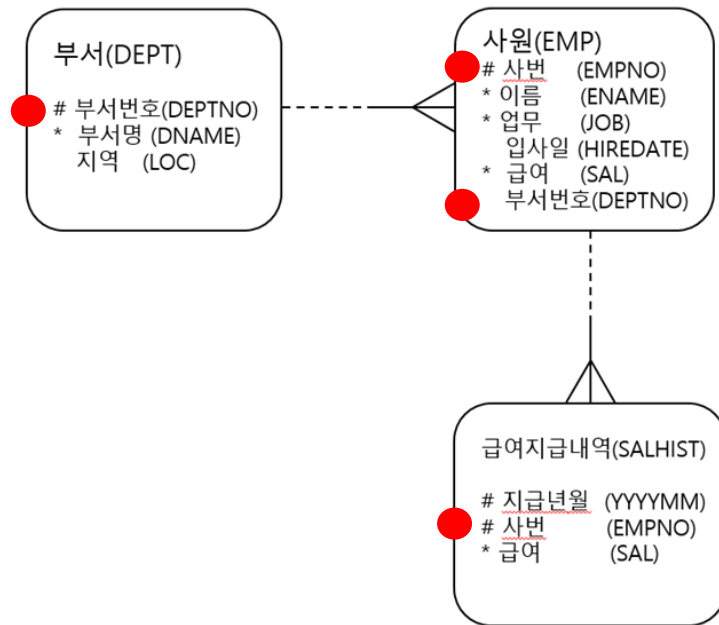 부서(DEPT)
# 부서번호(DEPTNO)
* 부서명 (DNAME)
지역 (LOC)
사원(EMP)
# 사번 (EMPNO)
* 이름 (ENAME)
* 업무 (JOB)
입사일 (HIREDATE)
* 급여 (SAL)
부서번호(DEPTNO)
급여지급내역(SALHIST)
# 지급년월 (YYYYMM)
# 사번 (EMPNO)
* 급여 (SAL)